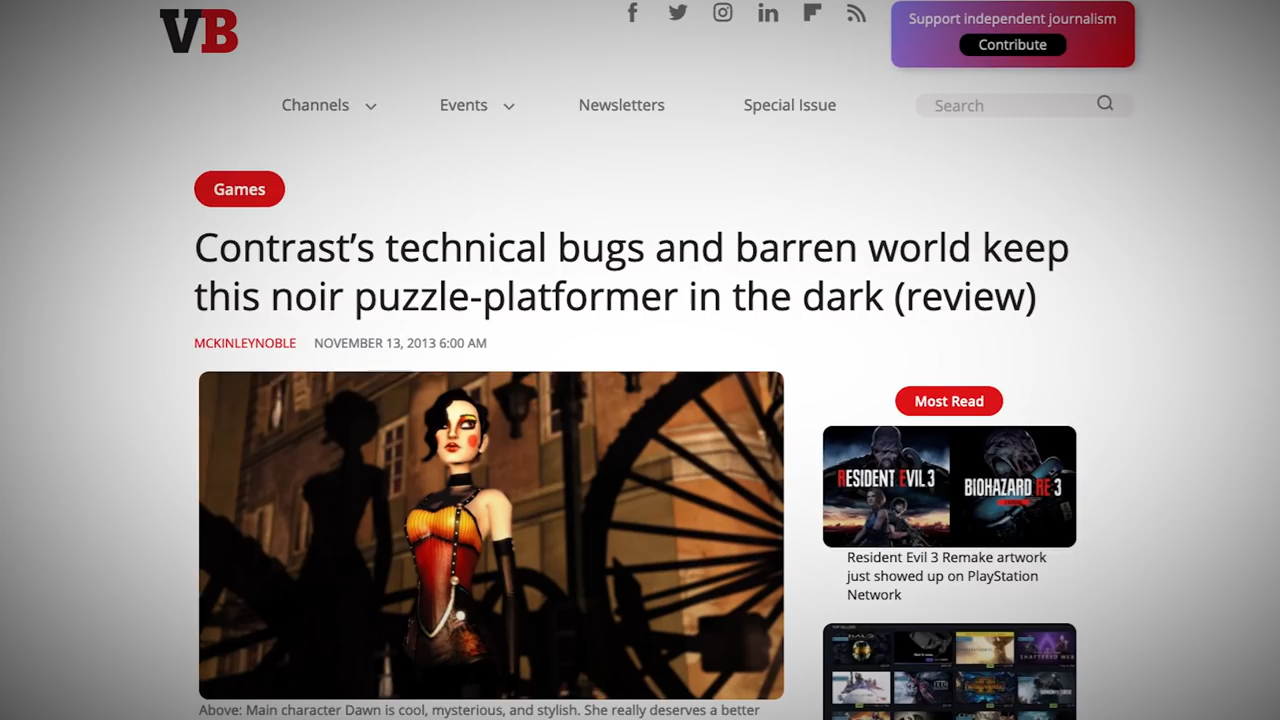 VB
Support independent journalism
Contribute
Channels
Events
Newsletters
Special Issue
Search
Games
Contrast's technical bugs and barren world keep
this noir puzzle-platformer in the dark (review)
MCKINLEYNOBLE NOVEMBER 13, 2013 6:00 AM
Most Read
RESIDENT EVIL 3
BIOHAZARD RE:3
Resident Evil 3 Remake artwork
just showed up on PlayStation
Network
TOP SELLERS
HALO
Above: Main character Dawn is cool, mysterious, and stylish. She really deserves a better